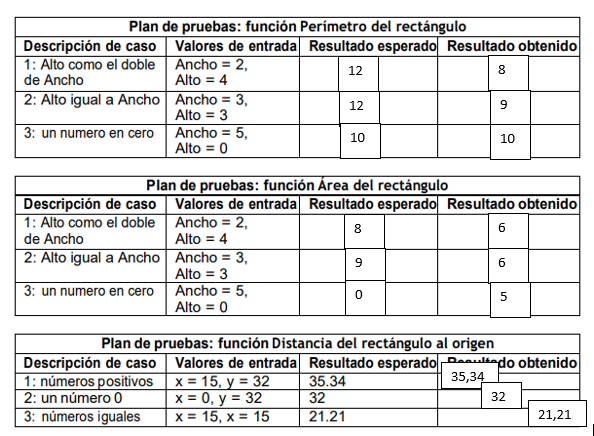 Plan de pruebas: función Perímetro del rectángulo
Descripción de caso Valores de entrada Resultado esperado Resultado obtenido
1: Alto como el doble de Ancho Ancho = 2, Alto = 4 12 8
2: Alto igual a Ancho Ancho = 3, Alto = 3 12 9
3: un numero en cero Ancho = 5, Alto = 0 10 10
Plan de pruebas: función Área del rectángulo
Descripción de caso Valores de entrada Resultado esperado Resultado obtenido
1: Alto como el doble de Ancho Ancho = 2, Alto = 4 8 6
2: Alto igual a Ancho Ancho = 3, Alto = 3 9 6
3: un numero en cero Ancho = 5, Alto = 0 0 5
Plan de pruebas: función Distancia del rectángulo al origen
Descripción de caso Valores de entrada Resultado esperado Resultado obtenido
1: números positivos x = 15, y = 32 35.34 35,34
2: un número 0 x = 0, y = 32 32 32
3: números iguales x = 15, x = 15 21.21 21,21